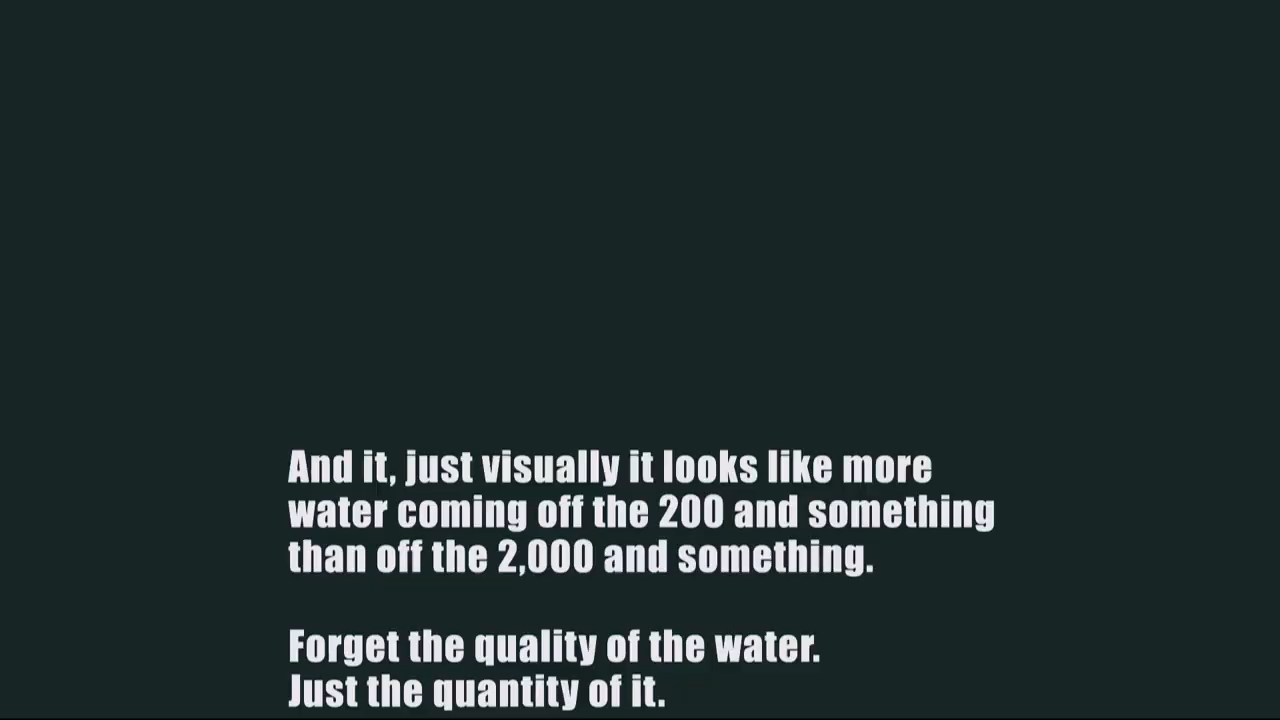 And it, just visually it looks like more
water coming off the 200 and something
than off the 2,000 and something.
Forget the quality of the water.
Just the quantity of it.